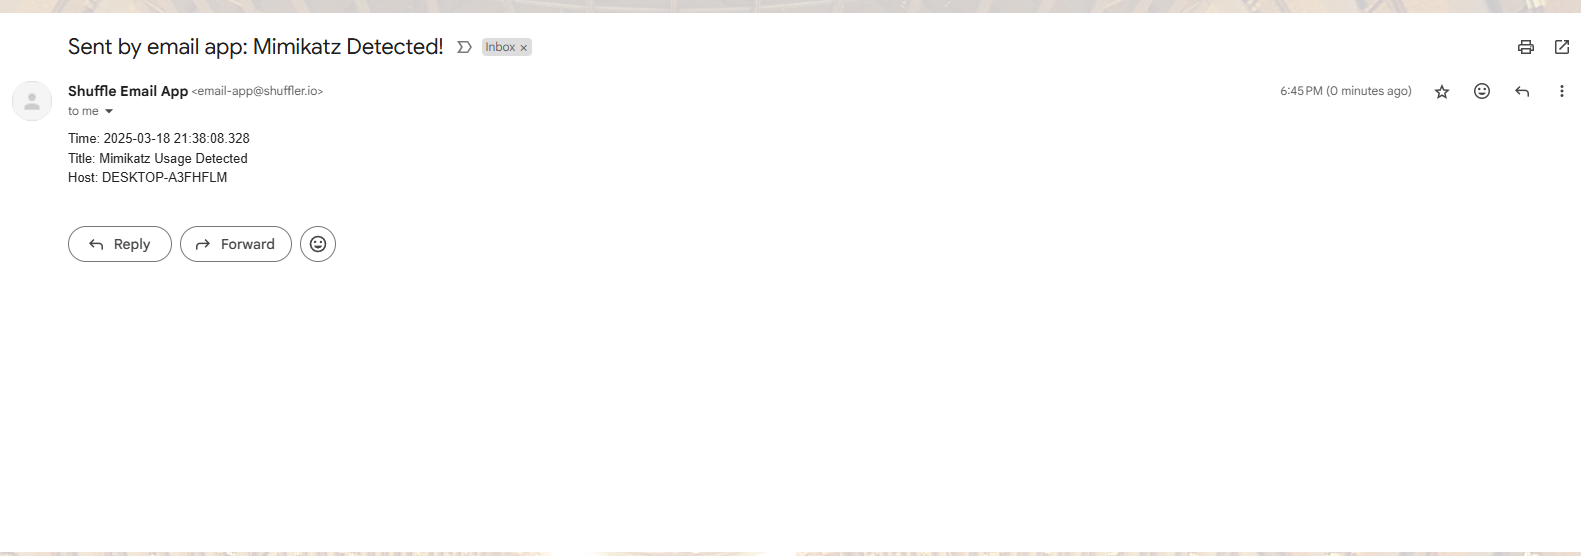 Sent by email app: Mimikatz Detected! Inbox ×
Shuffle Email App <email-app@shuffler.io> 6:45 PM (0 minutes ago)
to me
Time: 2025-03-18 21:38:08.328
Title: Mimikatz Usage Detected
Host: DESKTOP-A3FHFLM
Reply Forward